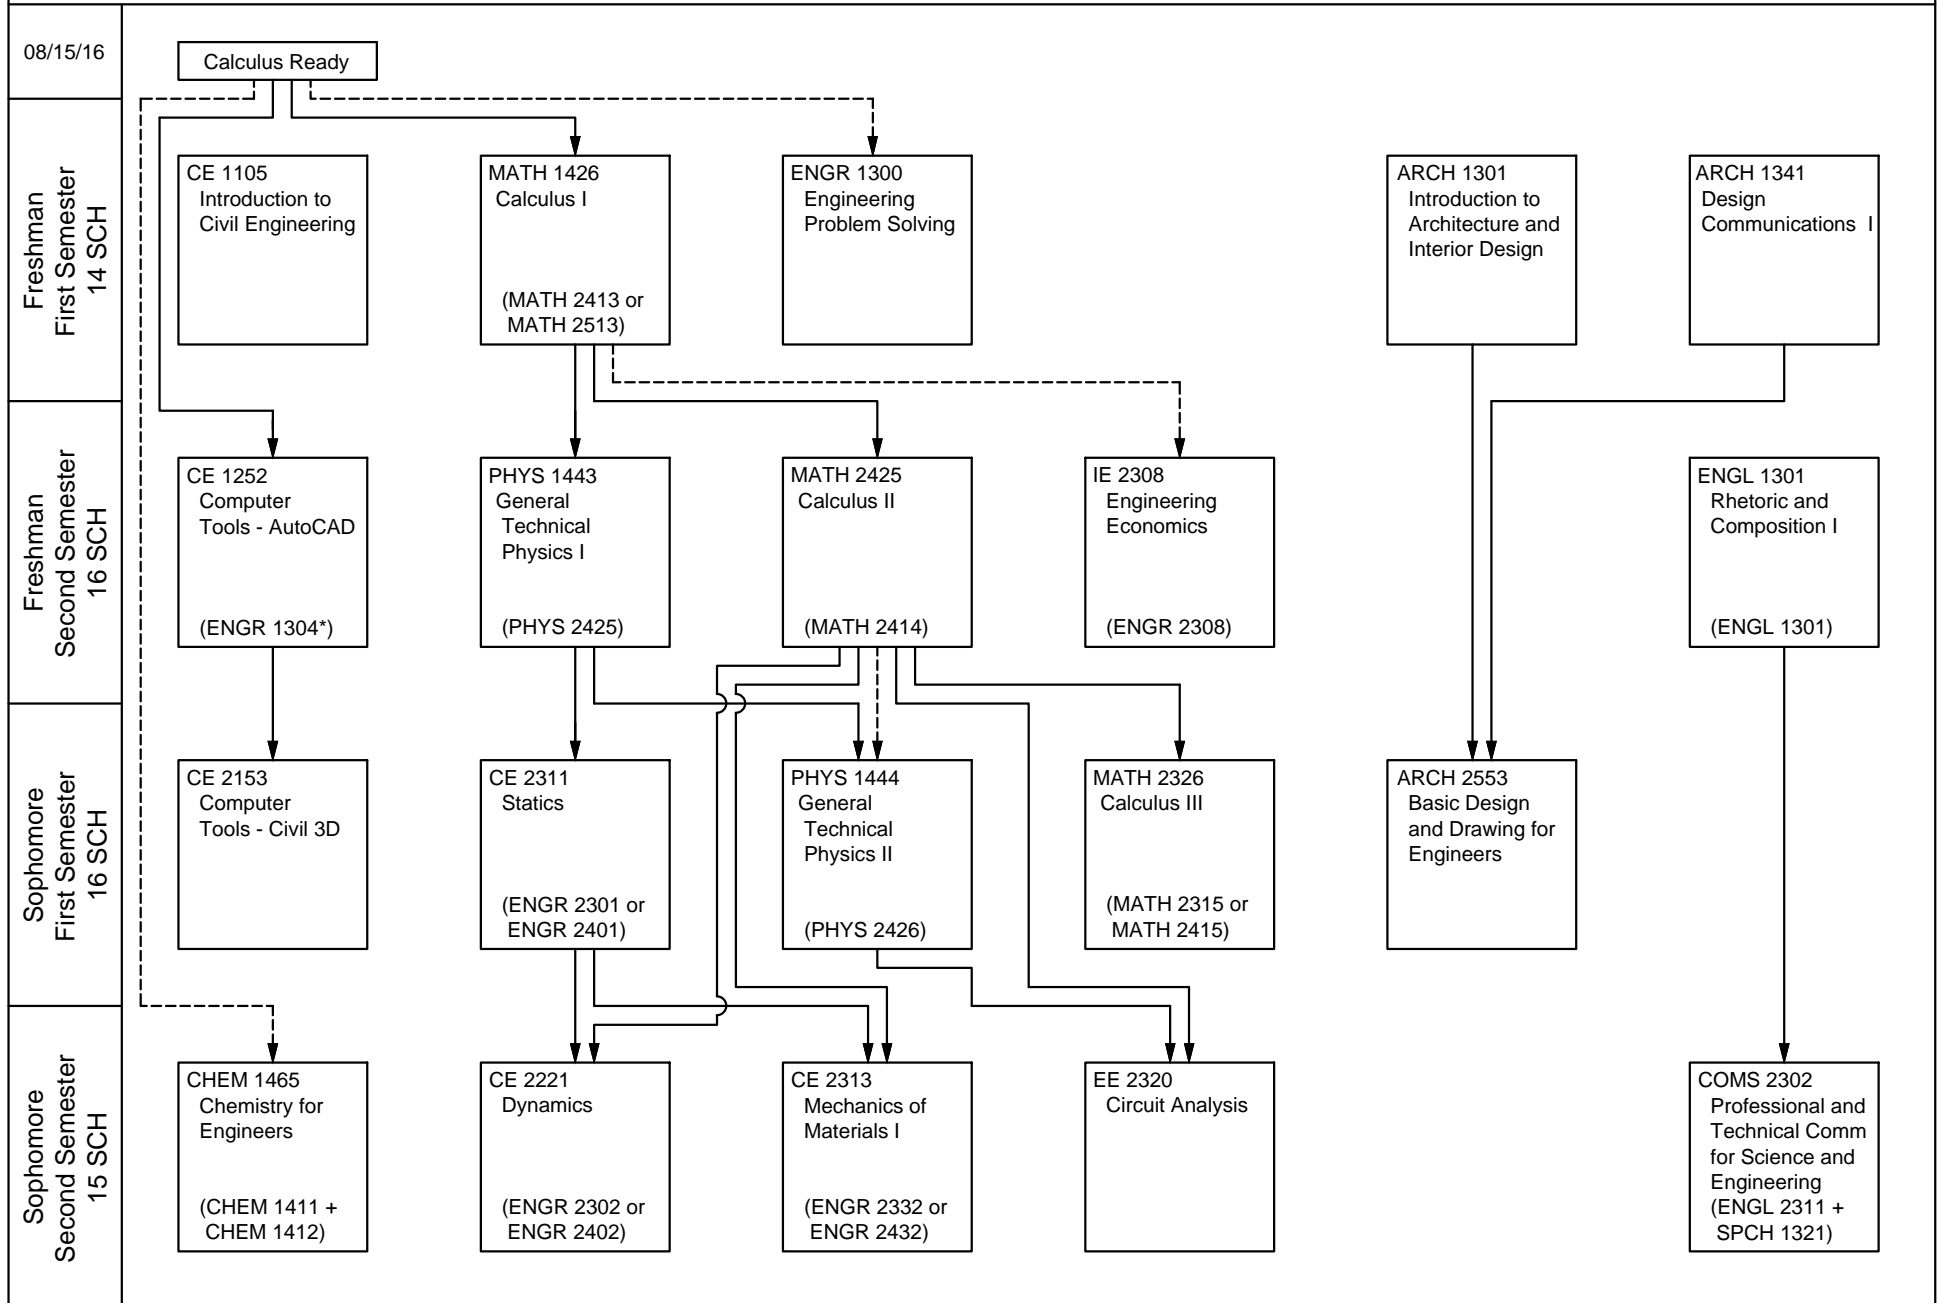 08/15/16
Calculus Ready
Freshman
First Semester
14 SCH
CE 1105
Introduction to
Civil Engineering
MATH 1426
Calculus I
(MATH 2413 or
MATH 2513)
ENGR 1300
Engineering
Problem Solving
ARCH 1301
Introduction to
Architecture and
Interior Design
ARCH 1341
Design
Communications I
Freshman
Second Semester
16 SCH
CE 1252
Computer
Tools - AutoCAD
(ENGR 1304*)
PHYS 1443
General
Technical
Physics I
(PHYS 2425)
MATH 2425
Calculus II
(MATH 2414)
IE 2308
Engineering
Economics
(ENGR 2308)
ENGL 1301
Rhetoric and
Composition I
(ENGL 1301)
Sophomore
First Semester
16 SCH
CE 2153
Computer
Tools - Civil 3D
CE 2311
Statics
(ENGR 2301 or
ENGR 2401)
PHYS 1444
General
Technical
Physics II
(PHYS 2426)
MATH 2326
Calculus III
(MATH 2315 or
MATH 2415)
ARCH 2553
Basic Design
and Drawing for
Engineers
Sophomore
Second Semester
15 SCH
CHEM 1465
Chemistry for
Engineers
(CHEM 1411 +
CHEM 1412)
CE 2221
Dynamics
(ENGR 2302 or
ENGR 2402)
CE 2313
Mechanics of
Materials I
(ENGR 2332 or
ENGR 2432)
EE 2320
Circuit Analysis
COMS 2302
Professional and
Technical Comm
for Science and
Engineering
(ENGL 2311 +
SPCH 1321)